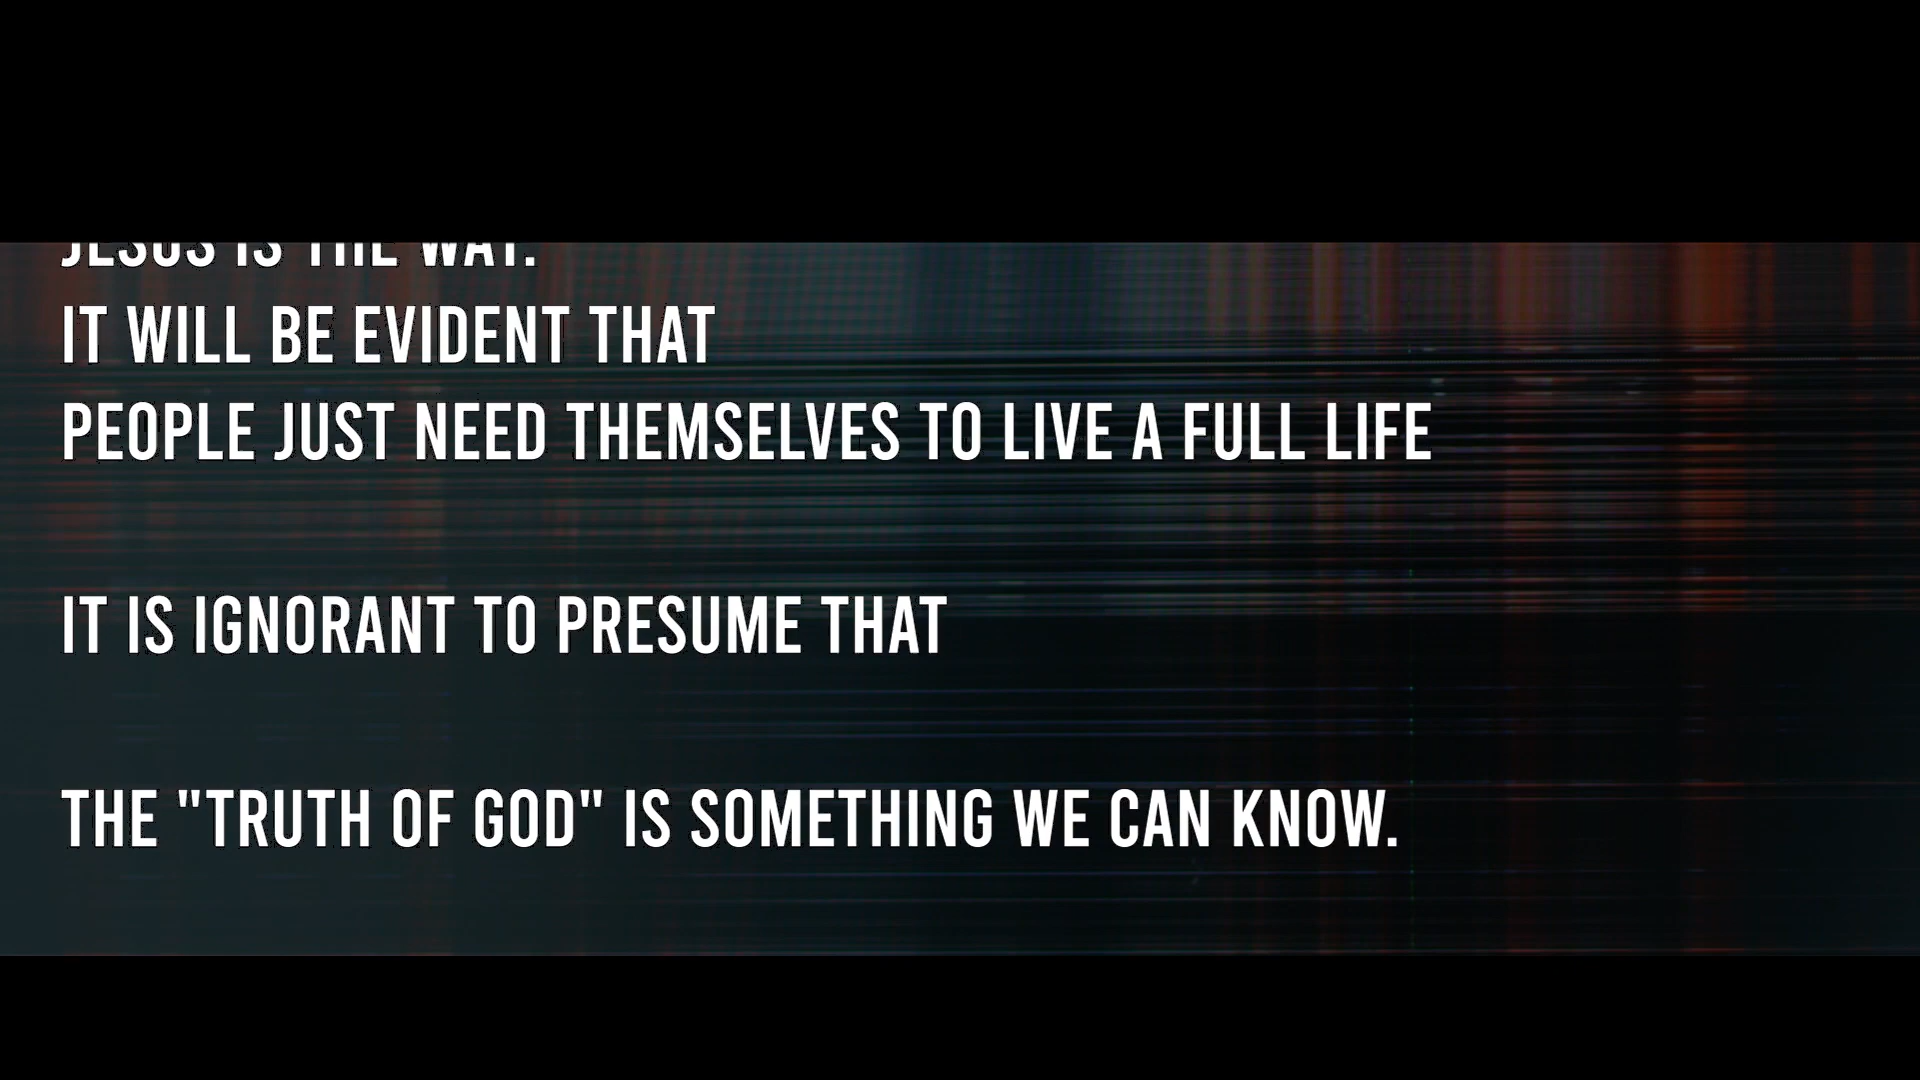 JESUS IS THE WAY.
IT WILL BE EVIDENT THAT
PEOPLE JUST NEED THEMSELVES TO LIVE A FULL LIFE
IT IS IGNORANT TO PRESUME THAT
THE "TRUTH OF GOD" IS SOMETHING WE CAN KNOW.